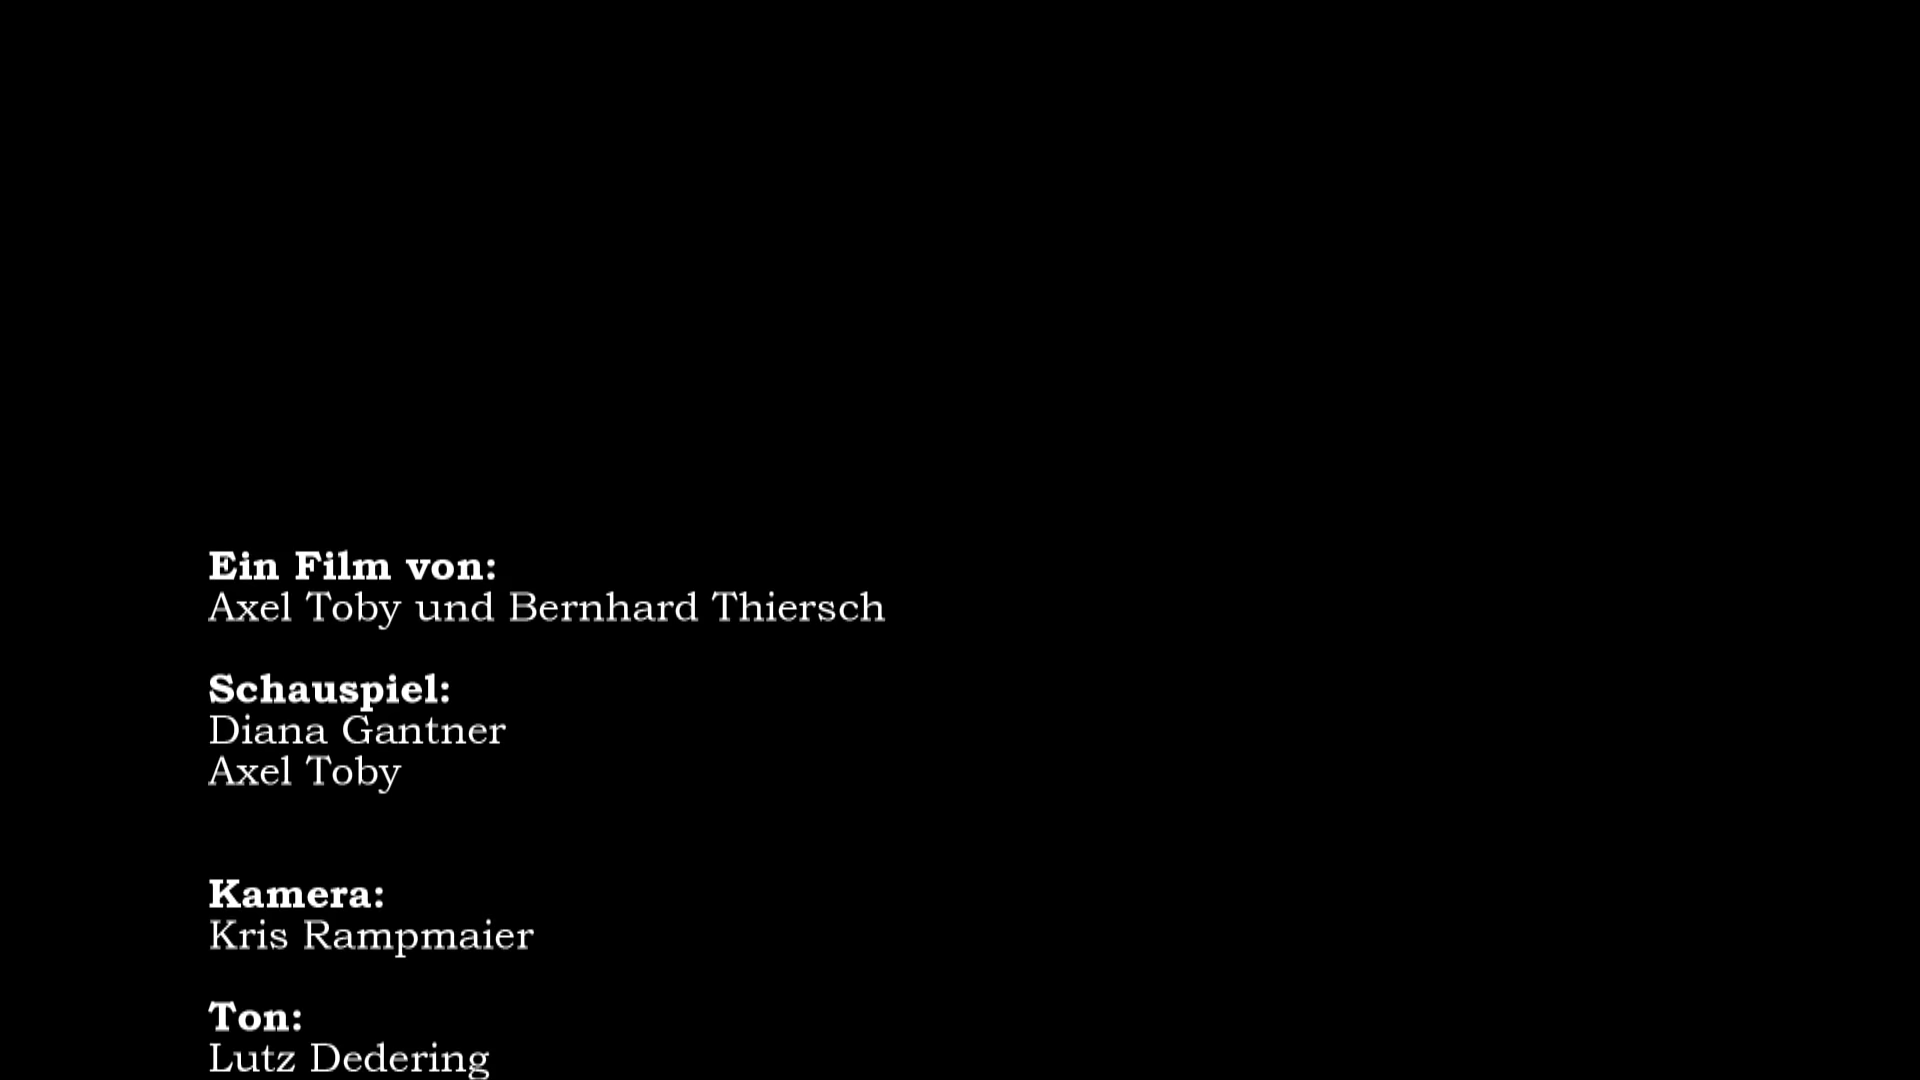 Ein Film von:
Axel Toby und Bernhard Thiersch
Schauspiel:
Diana Gantner
Axel Toby
Kamera:
Kris Rampmaier
Ton:
Lutz Dedering